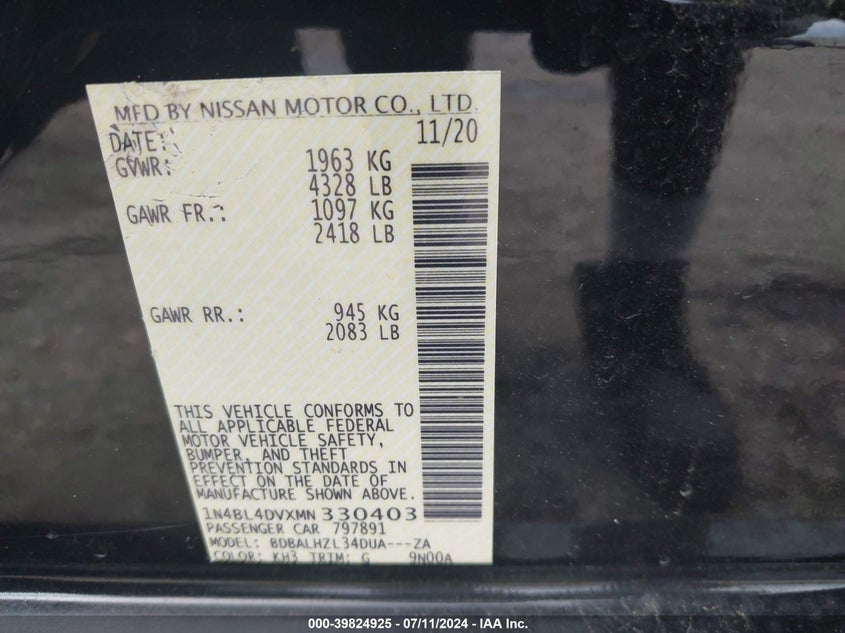 MFD BY NISSAN MOTOR CO., LTD.
DATE: 11/20
GVWR: 1963 KG
4328 LB
GAWR FR.: 1097 KG
2418 LB
GAWR RR.: 945 KG
2083 LB
THIS VEHICLE CONFORMS TO
ALL APPLICABLE FEDERAL
MOTOR VEHICLE SAFETY,
BUMPER, AND THEFT
PREVENTION STANDARDS IN
EFFECT ON THE DATE OF
MANUFACTURE SHOWN ABOVE.
1N4BL4DVXMN330403
PASSENGER CAR 797891
MODEL: BDBALHZL34DUA---ZA
COLOR: KH3 TRIM: G 9N00A
000-39824925 - 07/11/2024 - IAA Inc.